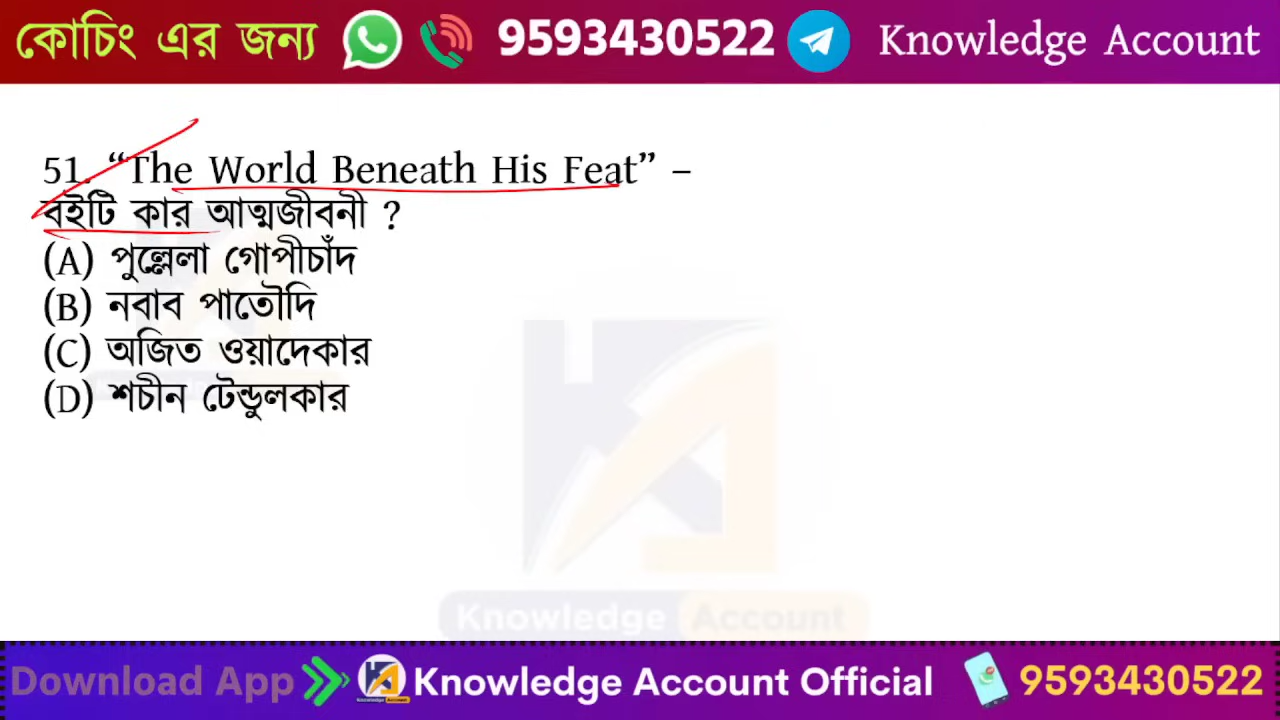 কোচিং এর জন্য 9593430522 Knowledge Account
51. “The World Beneath His Feat” –
বইটি কার আত্মজীবনী ?
(A) পুল্লেলা গোপীচাঁদ
(B) নবাব পাতৌদি
(C) অজিত ওয়াদেকার
(D) শচীন টেন্ডুলকার
Knowledge Account
Download App Knowledge Account Official 9593430522